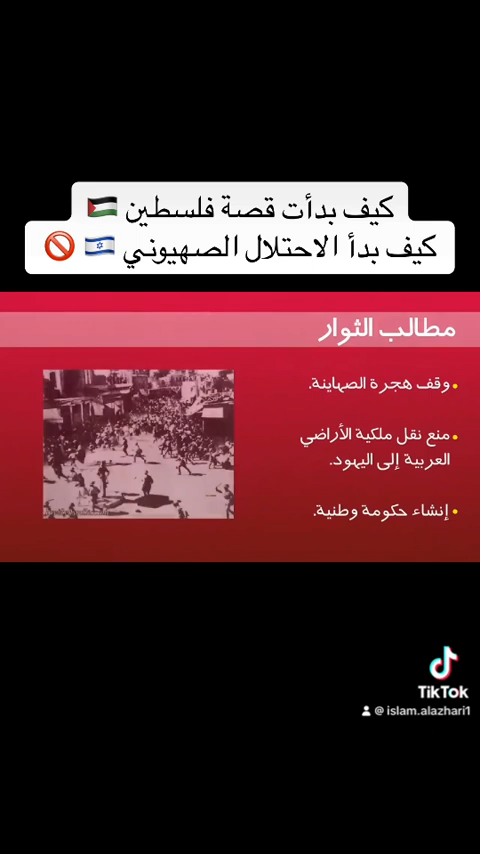 كيف بدأت قصة فلسطين 🇵🇸
كيف بدأ الاحتلال الصهيوني 🇮🇱 🚫
مطالب الثوار
• وقف هجرة الصهاينة.
• منع نقل ملكية الأراضي
العربية إلى اليهود.
• إنشاء حكومة وطنية.
TikTok
@islam.alazhari1